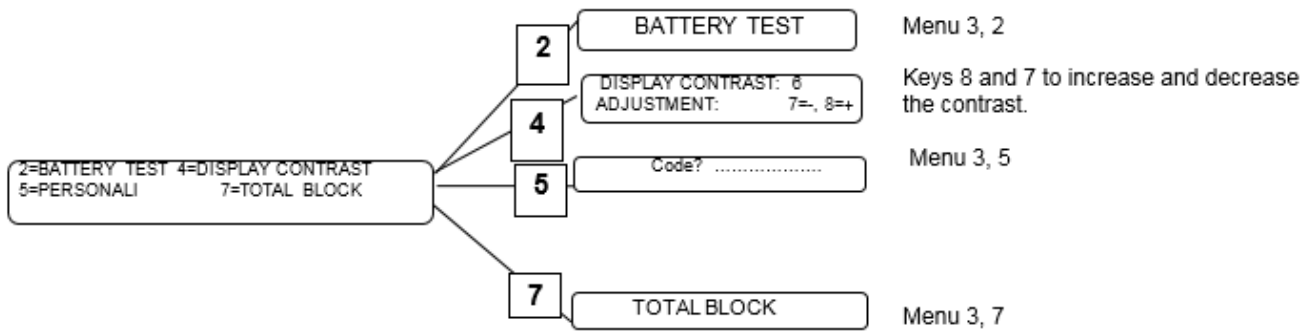 2
BATTERY TEST
Menu 3, 2
4
DISPLAY CONTRAST: 6
ADJUSTMENT: 7=-, 8=+
Keys 8 and 7 to increase and decrease
the contrast.
2=BATTERY TEST 4=DISPLAY CONTRAST
5=PERSONALI 7=TOTAL BLOCK
5
Code? ...................
Menu 3, 5
7
TOTAL BLOCK
Menu 3, 7